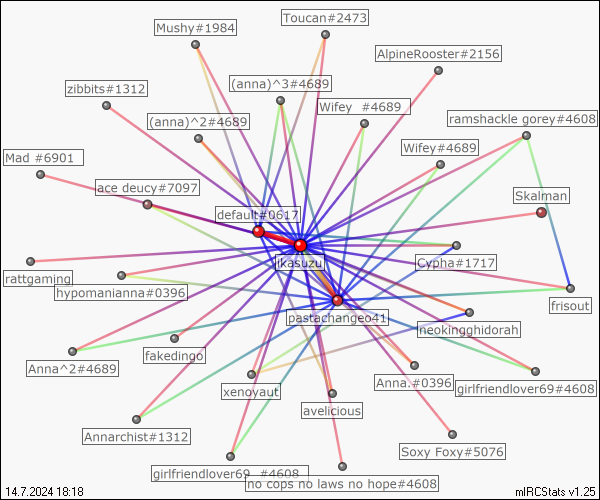 Toucan#2473
Mushy#1984
AlpineRooster#2156
zibbits#1312
(anna)^3#4689
Wifey_#4689
(anna)^2#4689
ramshackle gorey#4608
Mad #6901
Wifey#4689
ace deucy#7097
Skalman
default#0617
ikasuzu
Cypha#1717
rattgaming
hypomanianna#0396
frisout
pastachangeo41
neokingghidorah
fakedingo
Anna^2#4689
Anna.#0396
girlfriendlover69#4608
xenoyaut
avelicious
Annarchist#1312
Soxy Foxy#5076
girlfriendlover69_#4608
no cops no laws no hope#4608
14.7.2024 18:18
mIRCStats v1.25